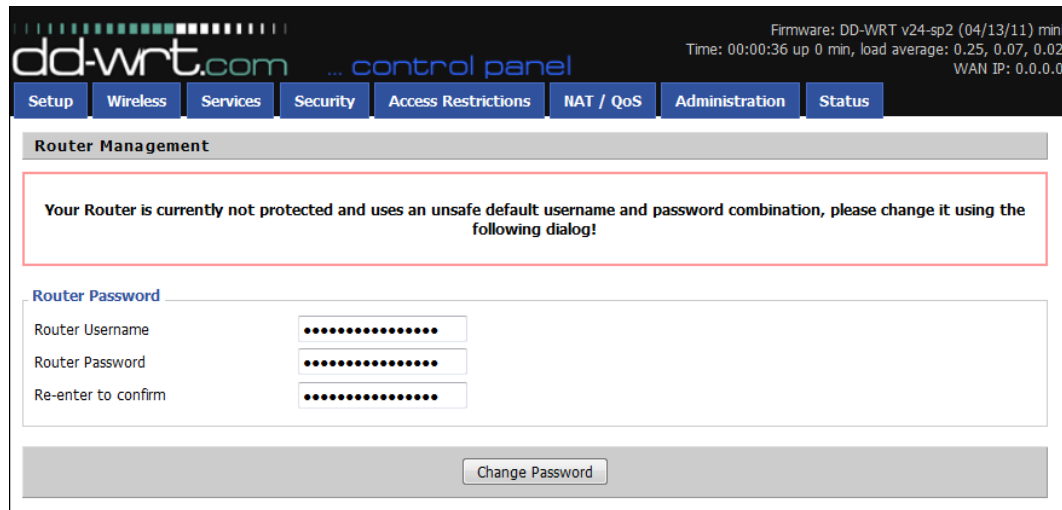 Firmware: DD-WRT v24-sp2 (04/13/11) mini
Time: 00:00:36 up 0 min, load average: 0.25, 0.07, 0.02
WAN IP: 0.0.0.0
dd-wrt.com ... control panel
Setup Wireless Services Security Access Restrictions NAT / QoS Administration Status
Router Management
Your Router is currently not protected and uses an unsafe default username and password combination, please change it using the
following dialog!
Router Password
Router Username ••••••••••••••••
Router Password ••••••••••••••••
Re-enter to confirm ••••••••••••••••
Change Password